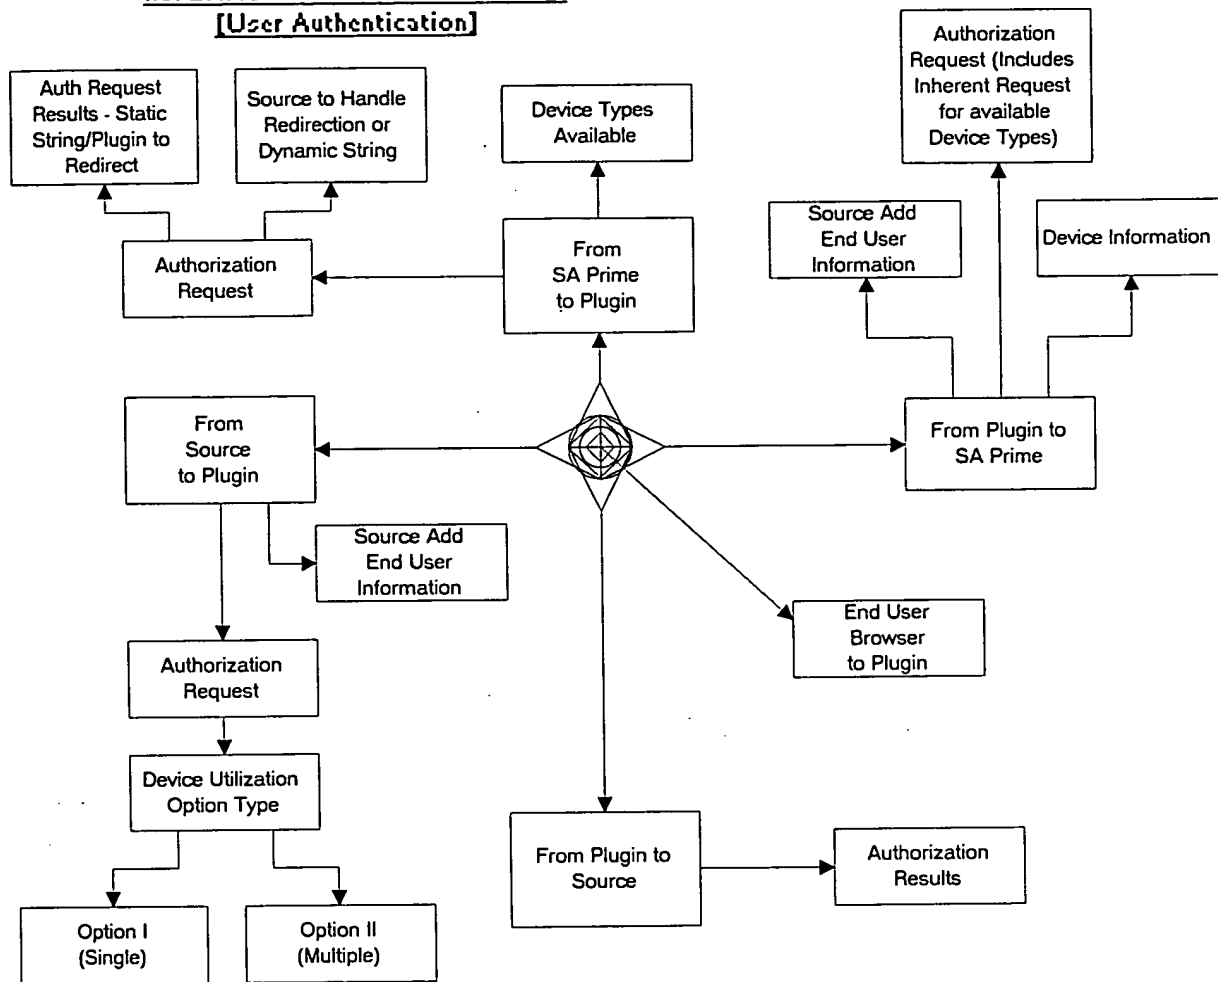 [User Authentication]
Auth Request
Results - Static
String/Plugin to
Redirect
Source to Handle
Redirection or
Dynamic String
Device Types
Available
Authorization
Request (Includes
Inherent Request
for available
Device Types)
Authorization
Request
From
SA Prime
to Plugin
Source Add
End User
Information
Device Information
From
Source
to Plugin
From Plugin to
SA Prime
Source Add
End User
Information
End User
Browser
to Plugin
Authorization
Request
Device Utilization
Option Type
From Plugin to
Source
Authorization
Results
Option I
(Single)
Option II
(Multiple)